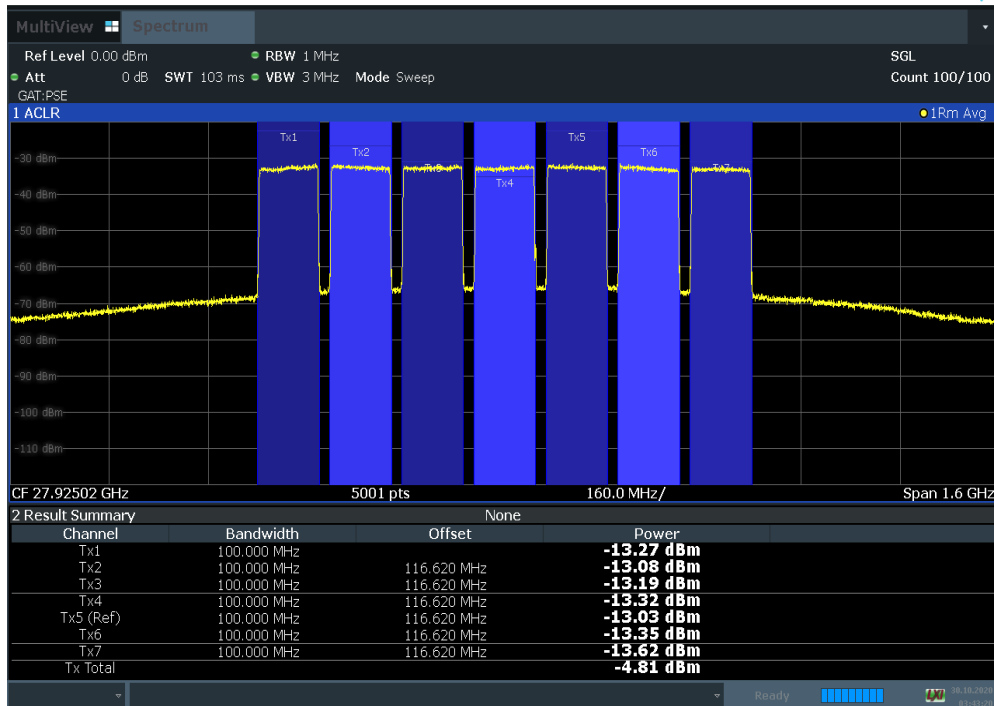 MultiView Spectrum
Ref Level 0.00 dBm RBW 1 MHz SGL
Att 0 dB SWT 103 ms VBW 3 MHz Mode Sweep Count 100/100
GAT:PSE
1 ACLR 1Rm Avg
Tx1 Tx5
Tx2 Tx6
-30 dBm
Tx4
-40 dBm
-50 dBm
-60 dBm
-70 dBm
-80 dBm
-90 dBm
-100 dBm
-110 dBm
CF 27.92502 GHz 5001 pts 160.0 MHz/ Span 1.6 GHz
2 Result Summary None
Channel Bandwidth Offset Power
Tx1 100.000 MHz -13.27 dBm
Tx2 100.000 MHz 116.620 MHz -13.08 dBm
Tx3 100.000 MHz 116.620 MHz -13.19 dBm
Tx4 100.000 MHz 116.620 MHz -13.32 dBm
Tx5 (Ref) 100.000 MHz 116.620 MHz -13.03 dBm
Tx6 100.000 MHz 116.620 MHz -13.35 dBm
Tx7 100.000 MHz 116.620 MHz -13.62 dBm
Tx Total -4.81 dBm
Ready LXI 30.10.2020